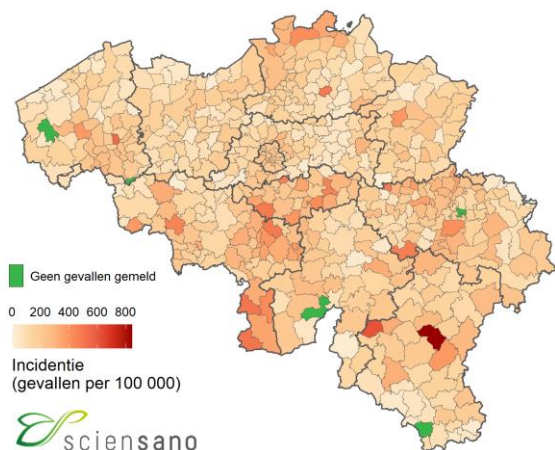 Geen gevallen gemeld
0 200 400 600 800
Incidentie
(gevallen per 100 000)
sciensano